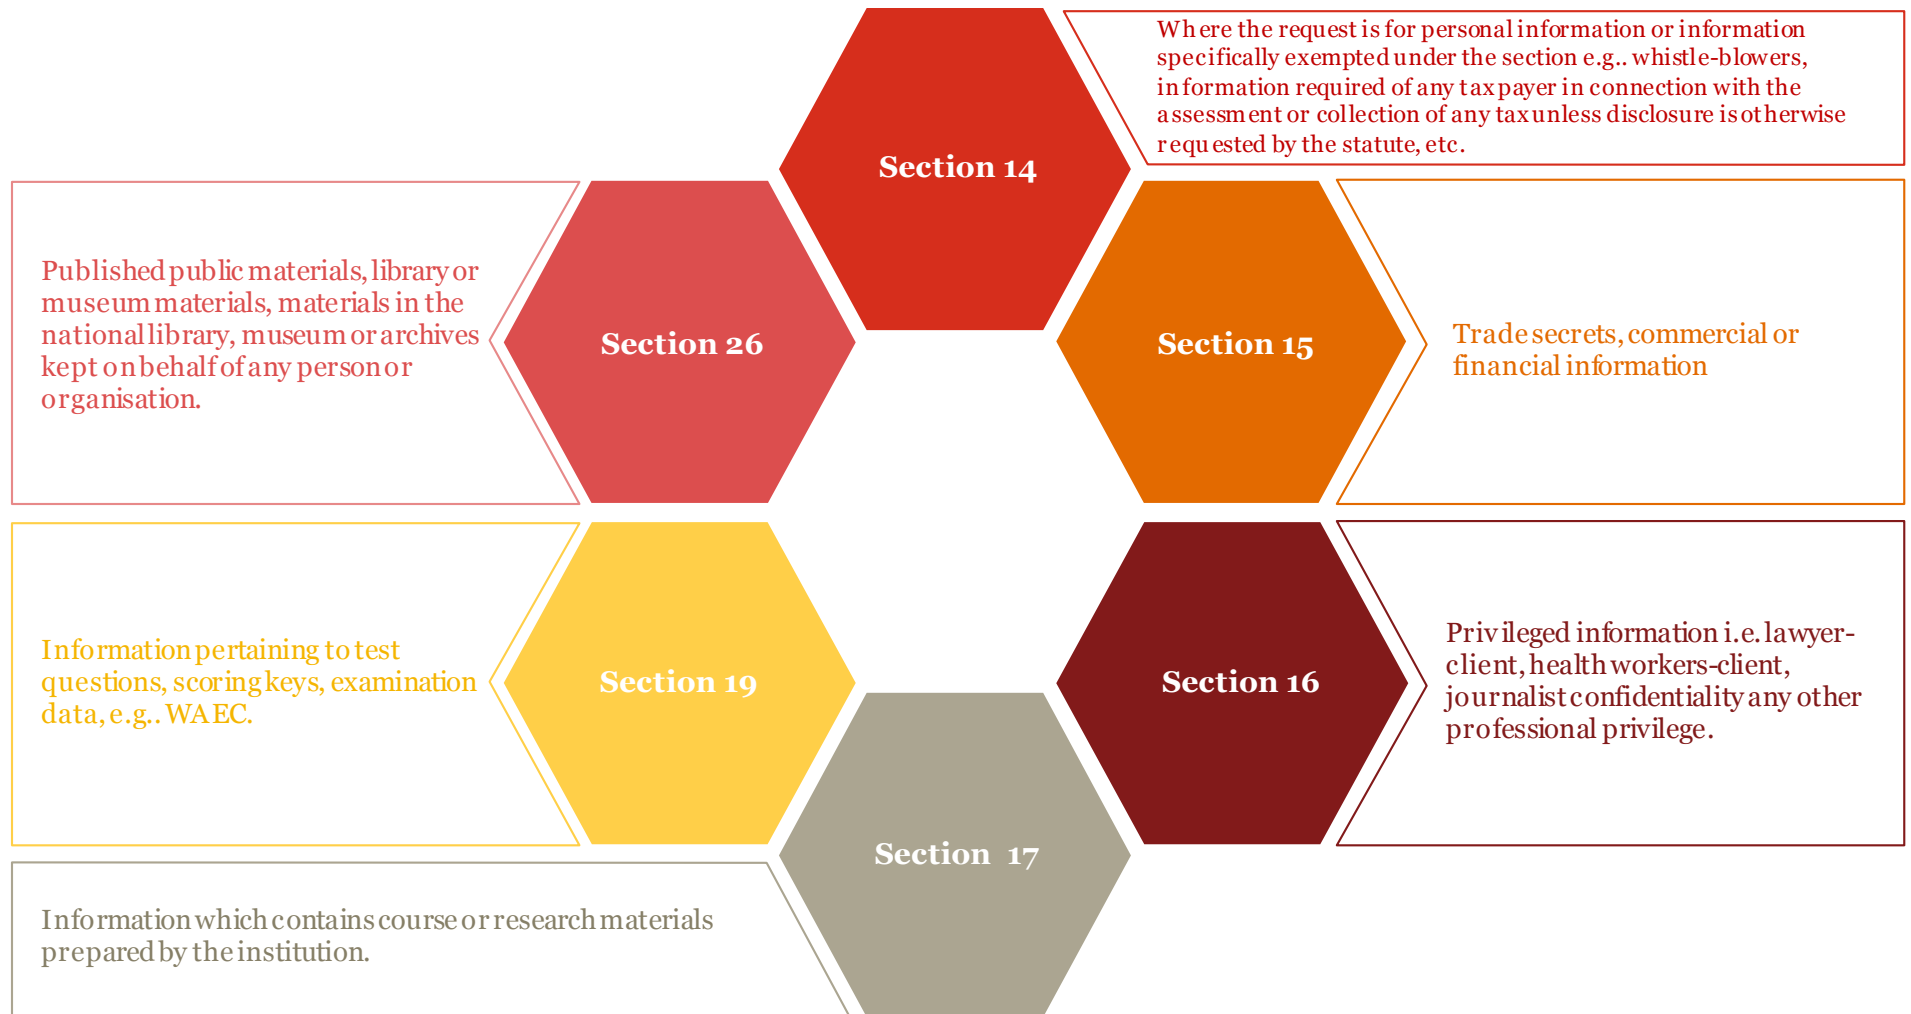 Where the request is for personal information or information
specifically exempted under the section e.g.. whistle-blowers,
information required of any taxpayer in connection with the
assessment or collection of any tax unless disclosure is otherwise
requested by the statute, etc.
Section 14
Published public materials, library or
museum materials, materials in the
national library, museum or archives
kept on behalf of any person or
organisation.
Section 26
Section 15
Trade secrets, commercial or
financial information
Information pertaining to test
questions, scoring keys, examination
data, e.g.. WAEC.
Section 19
Section 16
Privileged information i.e. lawyer-
client, health workers-client,
journalist confidentiality any other
professional privilege.
Section 17
Information which contains course or research materials
prepared by the institution.